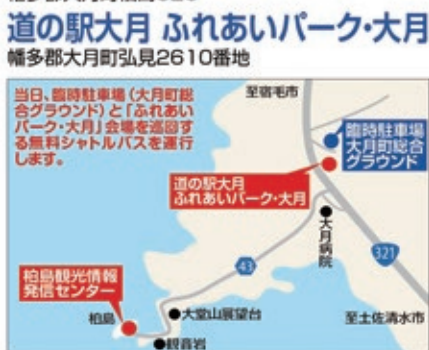 道の駅大月 ふれあいパーク・大月
幡多郡大月町弘見2610番地
当日、臨時駐車場(大月町総
合グラウンド)と「ふれあい
パーク・大月」会場を巡回す
る無料シャトルバスを運行
します。
至宿毛市
臨時駐車場
大月町総合
グラウンド
道の駅大月
ふれあいパーク・大月
大月病院
321
43
柏島観光情報
発信センター
柏島
大堂山展望台
観音岩
至土佐清水市